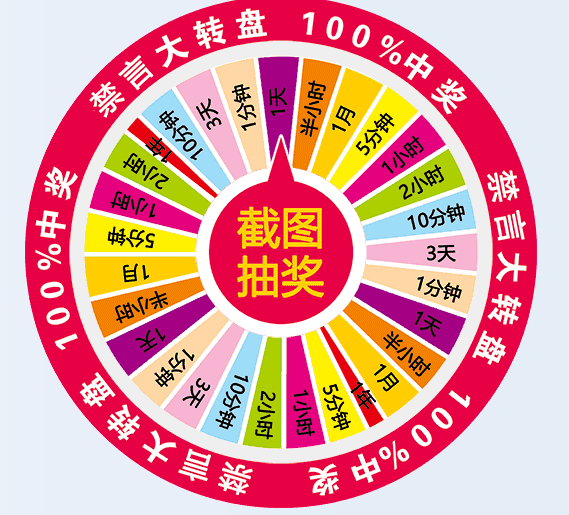 禁言大转盘
100%中奖
禁言大转盘
100%中奖
禁言大转盘
100%中奖
截图
抽奖
1天
半小时
1月
5分钟
1小时
2小时
10分钟
3天
1分钟
1天
半小时
1月
1年
5分钟
1小时
2小时
10分钟
3天
1分钟
1天
半小时
1月
5分钟
1小时
2小时
1年
10分钟
3天
1分钟